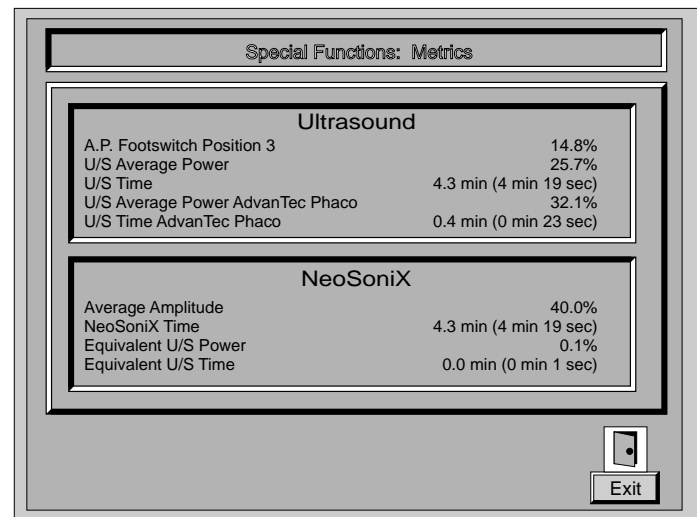 Special Functions: Metrics
Ultrasound
A.P. Footswitch Position 3 14.8%
U/S Average Power 25.7%
U/S Time 4.3 min (4 min 19 sec)
U/S Average Power AdvanTec Phaco 32.1%
U/S Time AdvanTec Phaco 0.4 min (0 min 23 sec)
NeoSoniX
Average Amplitude 40.0%
NeoSoniX Time 4.3 min (4 min 19 sec)
Equivalent U/S Power 0.1%
Equivalent U/S Time 0.0 min (0 min 1 sec)
Exit